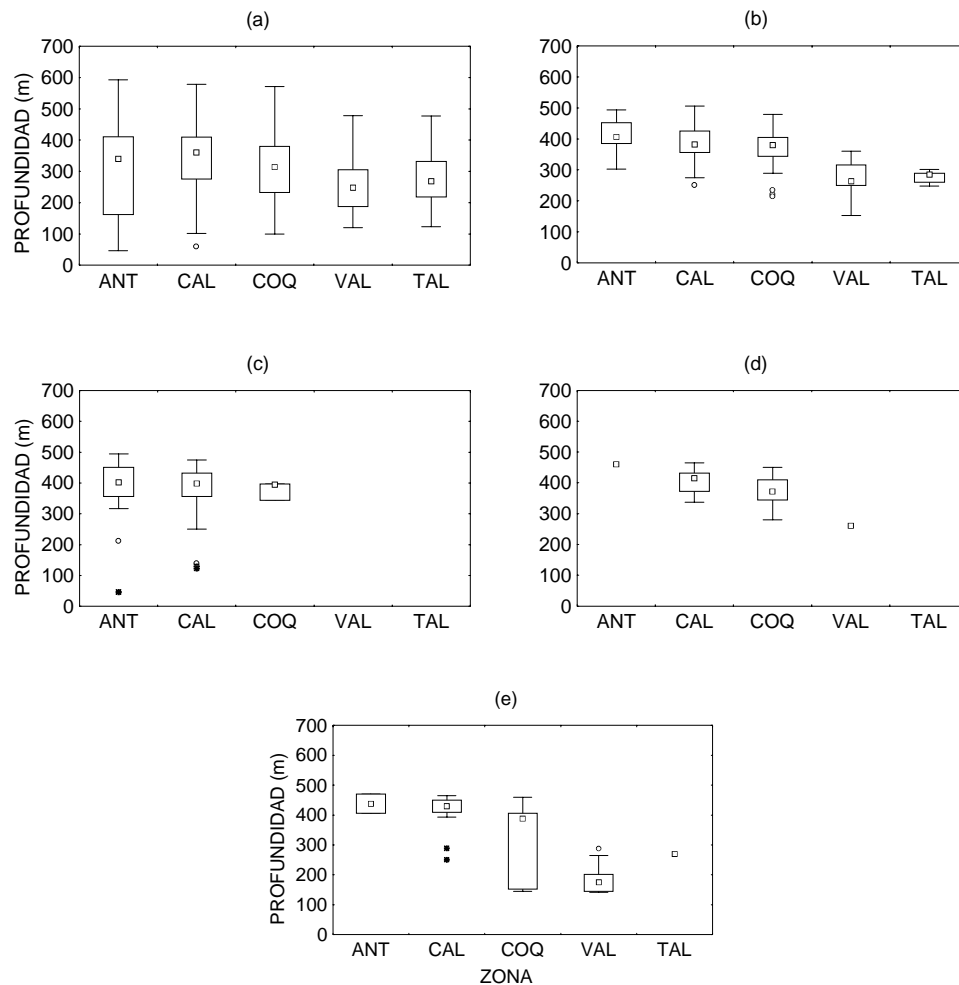 (a)
PROFUNDIDAD (m)
700
600
500
400
300
200
100
0
ANT CAL COQ VAL TAL
(b)
700
600
500
400
300
200
100
0
ANT CAL COQ VAL TAL
(c)
PROFUNDIDAD (m)
700
600
500
400
300
200
100
0
ANT CAL COQ VAL TAL
(d)
700
600
500
400
300
200
100
0
ANT CAL COQ VAL TAL
(e)
PROFUNDIDAD (m)
700
600
500
400
300
200
100
0
ANT CAL COQ VAL TAL
ZONA